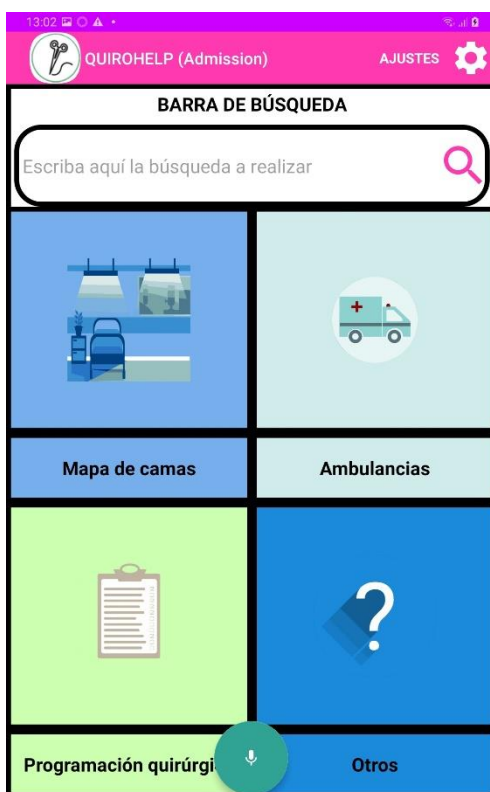 13:02
QUIROHELP (Admission)
AJUSTES
BARRA DE BÚSQUEDA
Escriba aquí la búsqueda a realizar
Mapa de camas
Ambulancias
?
Programación quirúrgi
Otros